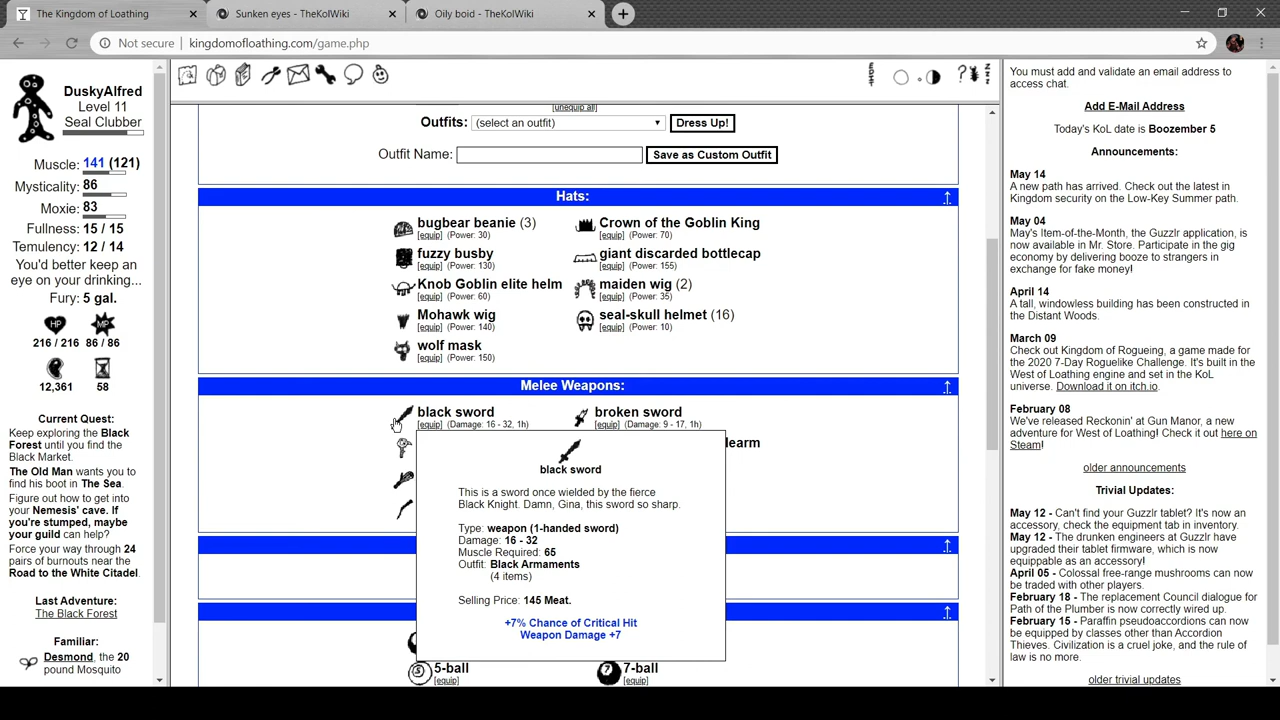 The Kingdom of Loathing
Sunken eyes - TheKolWiki
Oily boid - TheKolWiki
Not secure | kingdomofloathing.com/game.php
DuskyAlfred
Level 11
Seal Clubber
Muscle: 141 (121)
Mysticality: 86
Moxie: 83
Fullness: 15 / 15
Temulency: 12 / 14
You'd better keep an
eye on your drinking...
Fury: 5 gal.
HP
MP
216 / 216
86 / 86
12,361
58
Current Quest:
Keep exploring the Black
Forest until you find the
Black Market.
The Old Man wants you to
find his boot in The Sea.
Figure out how to get into
your Nemesis' cave. If
you're stumped, maybe
your guild can help?
Force your way through 24
pairs of burnouts near the
Road to the White Citadel.
Last Adventure:
The Black Forest
Familiar:
Desmond, the 20
pound Mosquito
[unequip all]
Outfits: (select an outfit) Dress Up!
Outfit Name: Save as Custom Outfit
Hats:
bugbear beanie (3)
[equip] (Power: 30)
Crown of the Goblin King
[equip] (Power: 70)
fuzzy busby
[equip] (Power: 130)
giant discarded bottlecap
[equip] (Power: 155)
Knob Goblin elite helm
[equip] (Power: 60)
maiden wig (2)
[equip] (Power: 35)
Mohawk wig
[equip] (Power: 140)
seal-skull helmet (16)
[equip] (Power: 10)
wolf mask
[equip] (Power: 150)
Melee Weapons:
black sword
[equip] (Damage: 16 - 32, 1h)
broken sword
[equip] (Damage: 9 - 17, 1h)
learm
black sword
This is a sword once wielded by the fierce
Black Knight. Damn, Gina, this sword so sharp.
Type: weapon (1-handed sword)
Damage: 16 - 32
Muscle Required: 65
Outfit: Black Armaments
(4 items)
Selling Price: 145 Meat.
+7% Chance of Critical Hit
Weapon Damage +7
5-ball
[equip]
7-ball
[equip]
You must add and validate an email address to
access chat.
Add E-Mail Address
Today's KoL date is Boozember 5
Announcements:
May 14
A new path has arrived. Check out the latest in
Kingdom security on the Low-Key Summer path.
May 04
May's Item-of-the-Month, the Guzzlr application, is
now available in Mr. Store. Participate in the gig
economy by delivering booze to strangers in
exchange for fake money!
April 14
A tall, windowless building has been constructed in
the Distant Woods.
March 09
Check out Kingdom of Rogueing, a game made for
the 2020 7-Day Roguelike Challenge. It's built in the
West of Loathing engine and set in the KoL
universe. Download it on itch.io.
February 08
We've released Reckonin' at Gun Manor, a new
adventure for West of Loathing! Check it out here on
Steam!
older announcements
Trivial Updates:
May 12 - Can't find your Guzzlr tablet? It's now an
accessory, check the equipment tab in inventory.
May 12 - The drunken engineers at Guzzlr have
upgraded their tablet firmware, which is now
equippable as an accessory!
April 05 - Colossal free-range mushrooms can now
be traded with other players.
February 18 - The replacement Council dialogue for
Path of the Plumber is now correctly wired up.
February 15 - Paraffin pseudoaccordions can now
be equipped by classes other than Accordion
Thieves. Civilization is a cruel joke, and the rule of
law is no more.
older trivial updates